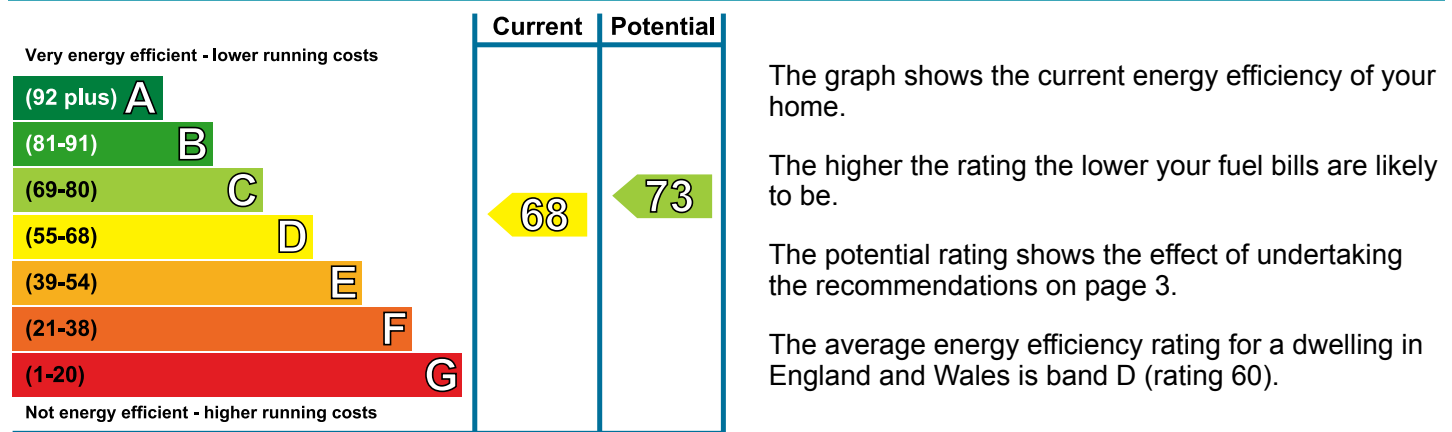 Current Potential
Very energy efficient - lower running costs
(92 plus) A
(81-91) B
(69-80) C
(55-68) D
(39-54) E
(21-38) F
(1-20) G
Not energy efficient - higher running costs
68
73
The graph shows the current energy efficiency of your
home.
The higher the rating the lower your fuel bills are likely
to be.
The potential rating shows the effect of undertaking
the recommendations on page 3.
The average energy efficiency rating for a dwelling in
England and Wales is band D (rating 60).